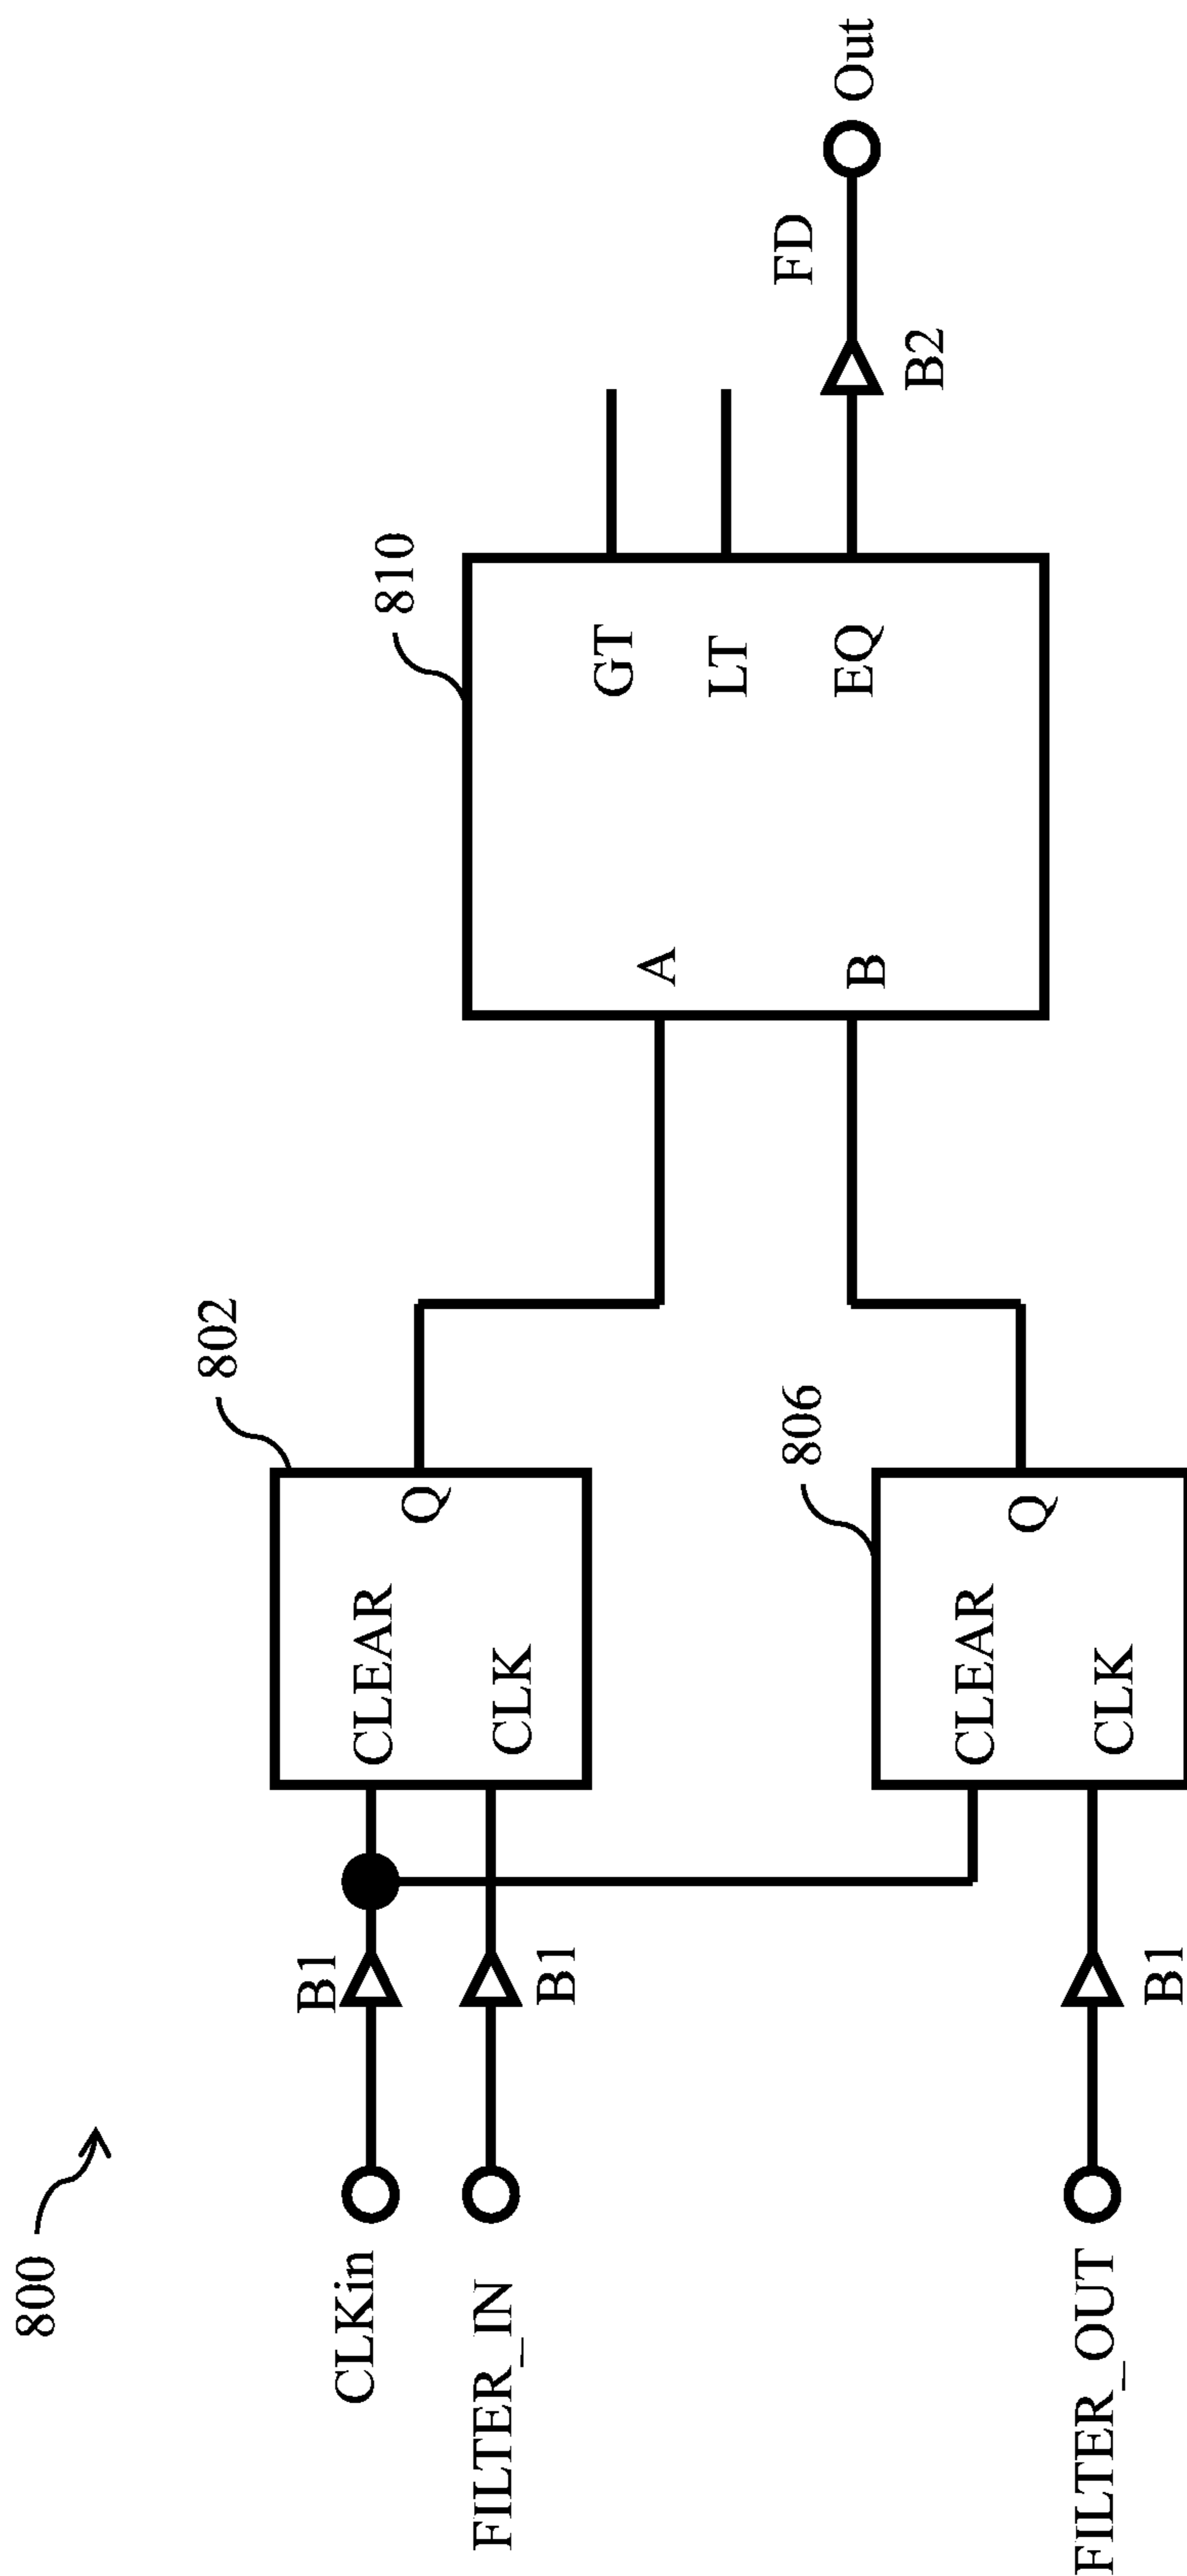 800
CLKin
B1
FILTER_IN
B1
802
CLEAR
Q
CLK
FILTER_OUT
B1
806
CLEAR
Q
CLK
810
A
B
GT
LT
EQ
B2
FD
Out